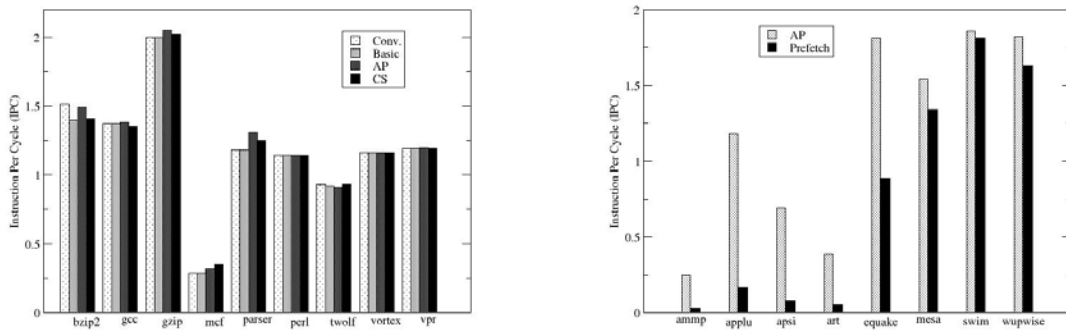 Instruction Per Cycle (IPC)
2
1.5
1
0.5
0
Conv.
Basic
AP
CS
bzip2 gcc gzip mcf parser perl twolf vortex vpr
Instruction Per Cycle (IPC)
2
1.5
1
0.5
0
AP
Prefetch
ammp applu apsi art equake mesa swim wupwise